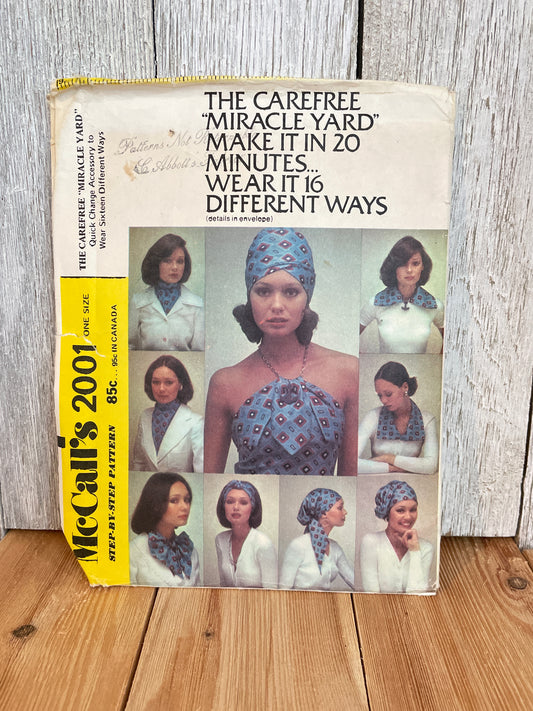 THE CAREFREE
"MIRACLE YARD"
MAKE IT IN 20
MINUTES...
WEAR IT 16
DIFFERENT WAYS
(details in envelope)
Patterns Not
C. Abbott's
THE CAREFREE "MIRACLE YARD"
Quick Change Accessory to
Wear Sixteen Different Ways
McCall's 2001 ONE SIZE
STEP-BY-STEP PATTERN 85c... 95c IN CANADA